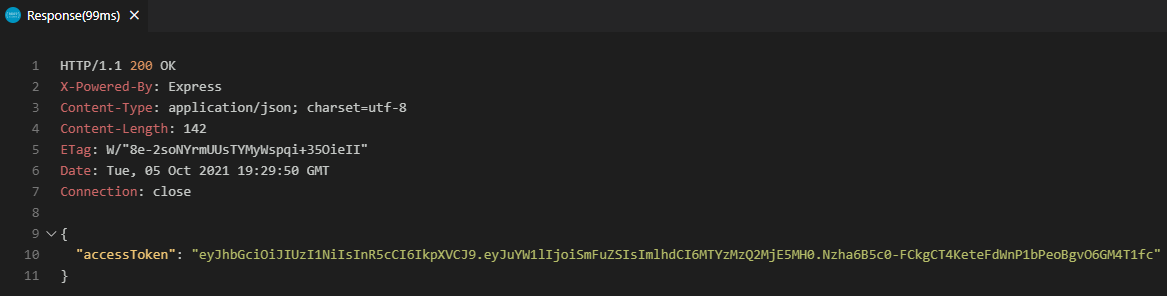 Response(99ms) ×
1 HTTP/1.1 200 OK
2 X-Powered-By: Express
3 Content-Type: application/json; charset=utf-8
4 Content-Length: 142
5 ETag: W/"8e-2soNYrmUUsTYMyWspqi+35OieII"
6 Date: Tue, 05 Oct 2021 19:29:50 GMT
7 Connection: close
8
9 {
10 "accessToken": "eyJhbGciOiJIUzI1NiIsInR5cCI6IkpXVCJ9.eyJuYW1lIjoiSmFuZSIsImlhdCI6MTYzMzQ2MjE5MH0.Nzha6B5c0-FCkgCT4KeteFdWnP1bPeoBgvO6GM4T1fc"
11 }